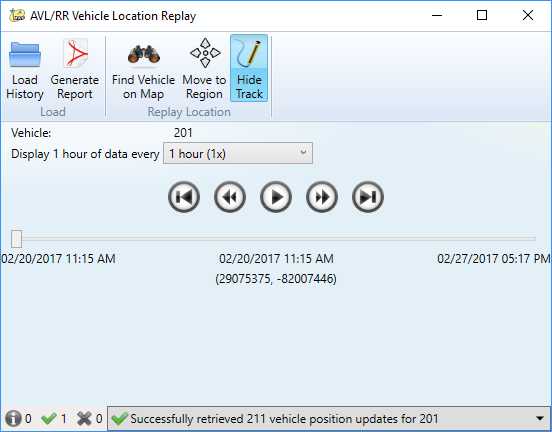 AVL/RR Vehicle Location Replay
Load History
Generate Report
Find Vehicle on Map
Move to Region
Hide Track
Load
Replay Location
Vehicle: 201
Display 1 hour of data every 1 hour (1x)
02/20/2017 11:15 AM 02/20/2017 11:15 AM 02/27/2017 05:17 PM
(29075375, -82007446)
0 1 0 Successfully retrieved 211 vehicle position updates for 201